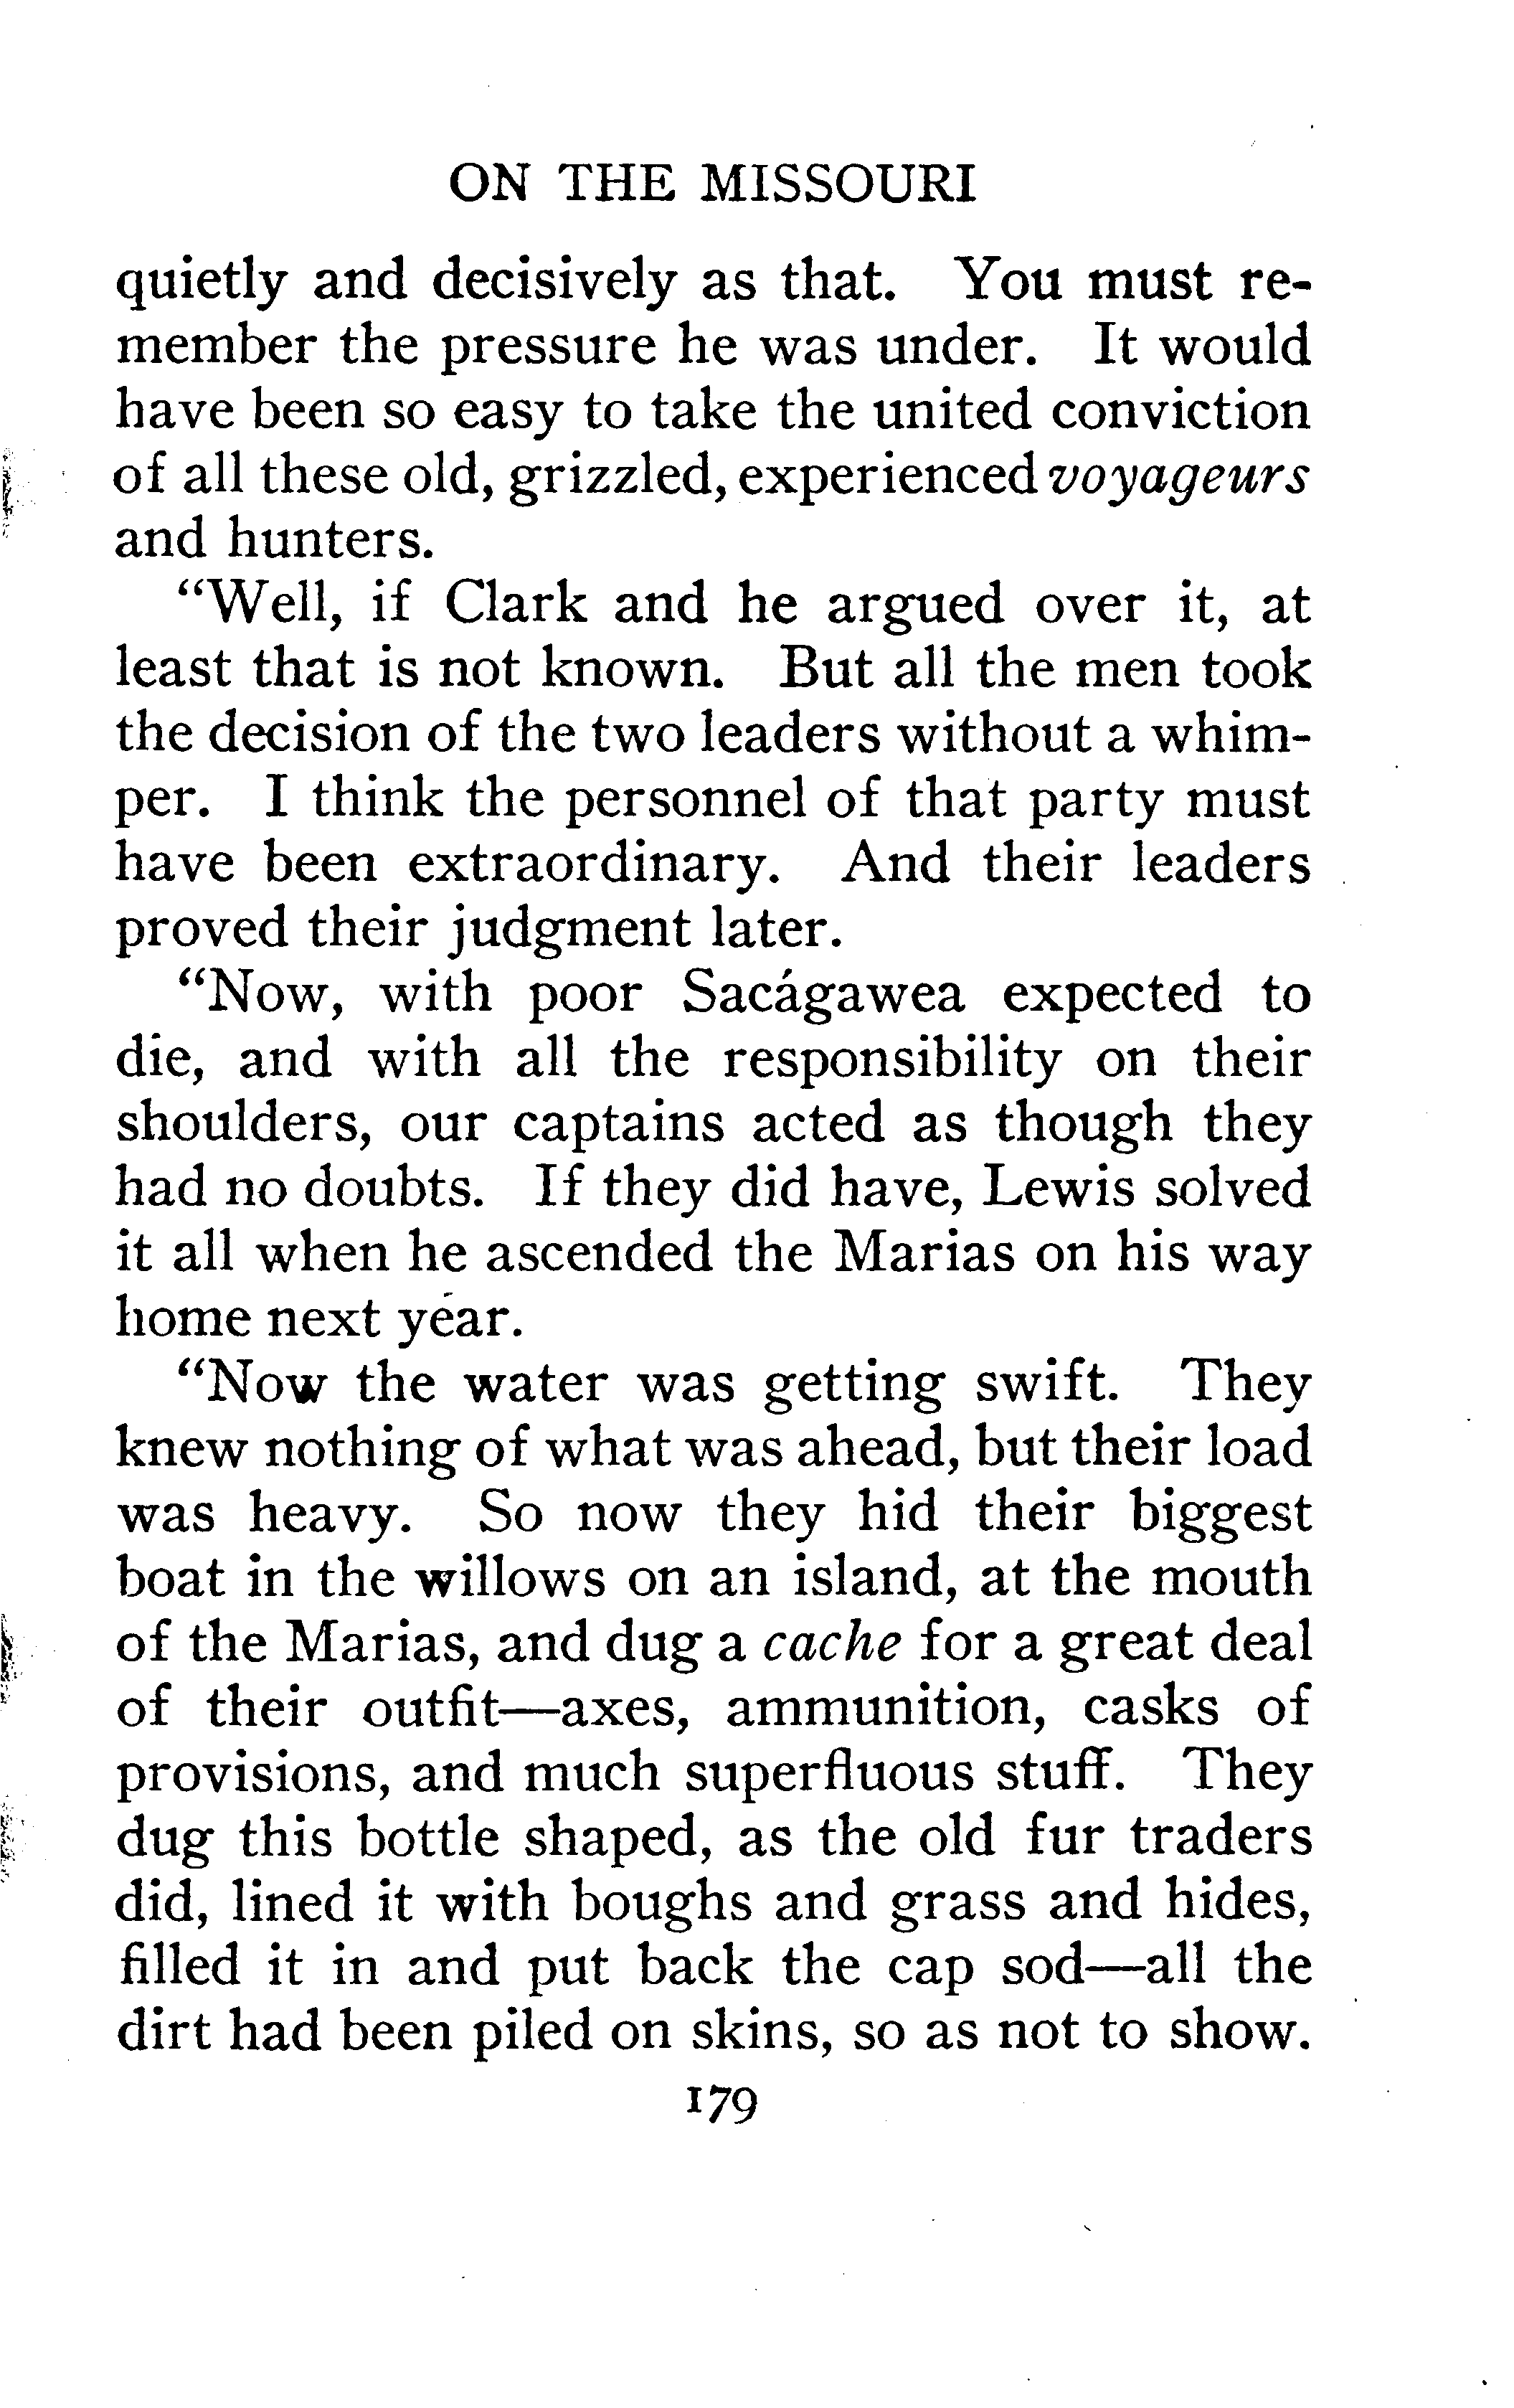 ON THE MISSOURI
quietly and decisively as that. You must re-
member the pressure he was under. It would
have been so easy to take the united conviction
of all these old, grizzled, experienced voyageurs
and hunters.
"Well, if Clark and he argued over it, at
least that is not known. But all the men took
the decision of the two leaders without a whim-
per. I think the personnel of that party must
have been extraordinary. And their leaders
proved their judgment later.
"Now, with poor Sacágawea expected to
die, and with all the responsibility on their
shoulders, our captains acted as though they
had no doubts. If they did have, Lewis solved
it all when he ascended the Marias on his way
home next year.
"Now the water was getting swift. They
knew nothing of what was ahead, but their load
was heavy. So now they hid their biggest
boat in the willows on an island, at the mouth
of the Marias, and dug a cache for a great deal
of their outfit—axes, ammunition, casks of
provisions, and much superfluous stuff. They
dug this bottle shaped, as the old fur traders
did, lined it with boughs and grass and hides,
filled it in and put back the cap sod—all the
dirt had been piled on skins, so as not to show.
179